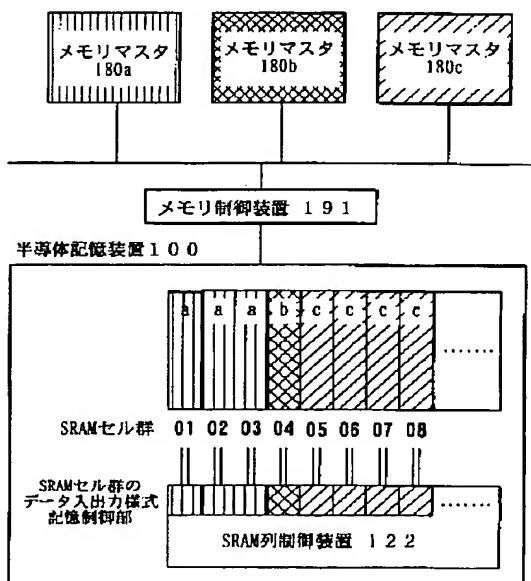 メモリマスタ
180a
メモリマスタ
180b
メモリマスタ
180c
メモリ制御装置 191
半導体記憶装置100
a a a b c c c c
.......
SRAMセル群 01 02 03 04 05 06 07 08
SRAMセル群の
データ入出力様式
記憶制御部
.......
SRAM列制御装置 122